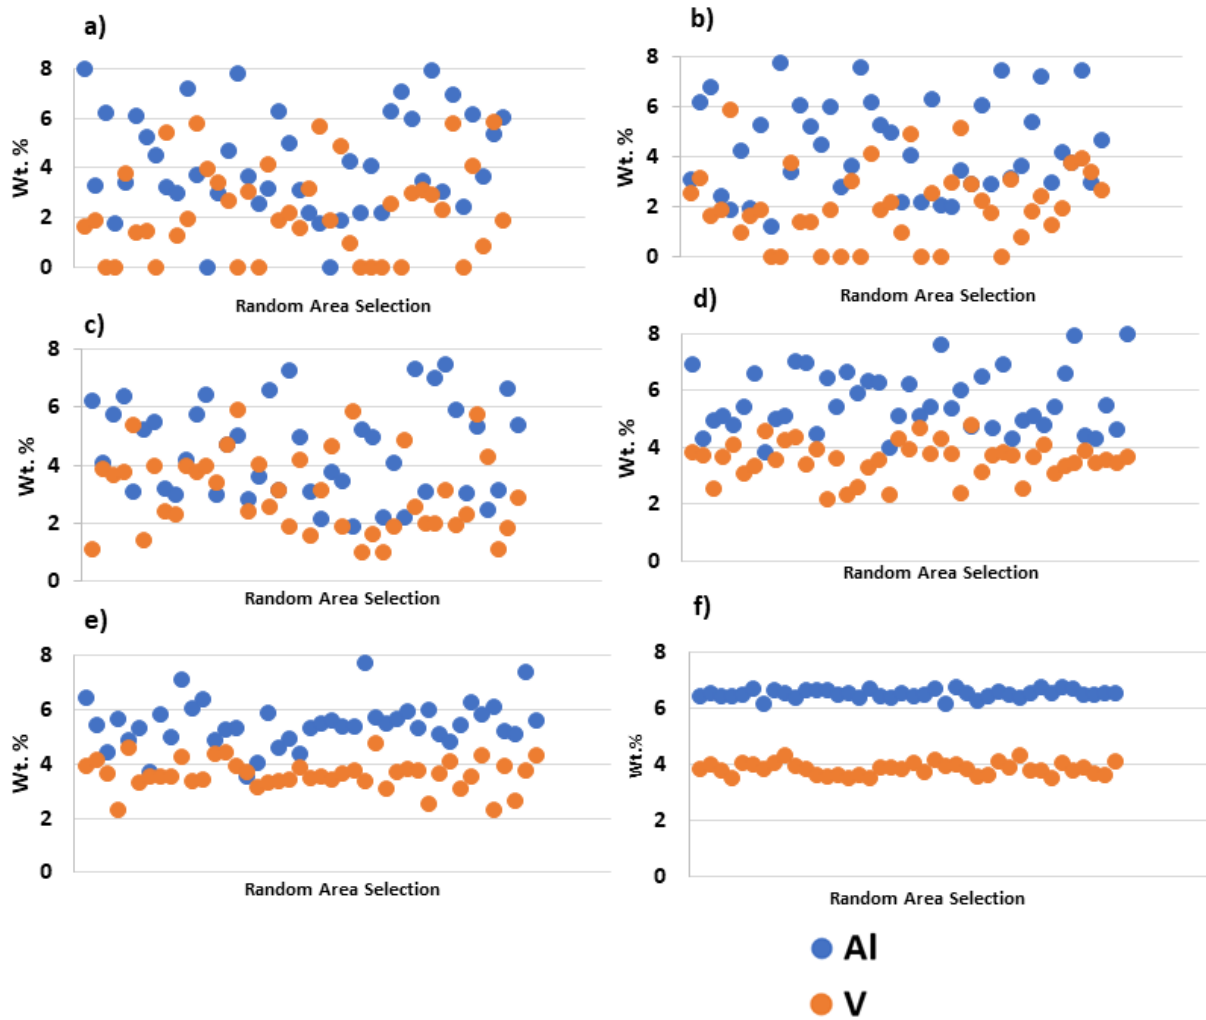 a)
8
6
4
2
0
Wt. %
Random Area Selection
b)
8
6
4
2
0
Wt. %
Random Area Selection
c)
8
6
4
2
0
Wt. %
Random Area Selection
d)
8
6
4
2
0
Wt. %
Random Area Selection
e)
8
6
4
2
0
Wt. %
Random Area Selection
f)
8
6
4
2
0
Wt.%
Random Area Selection
Al
V